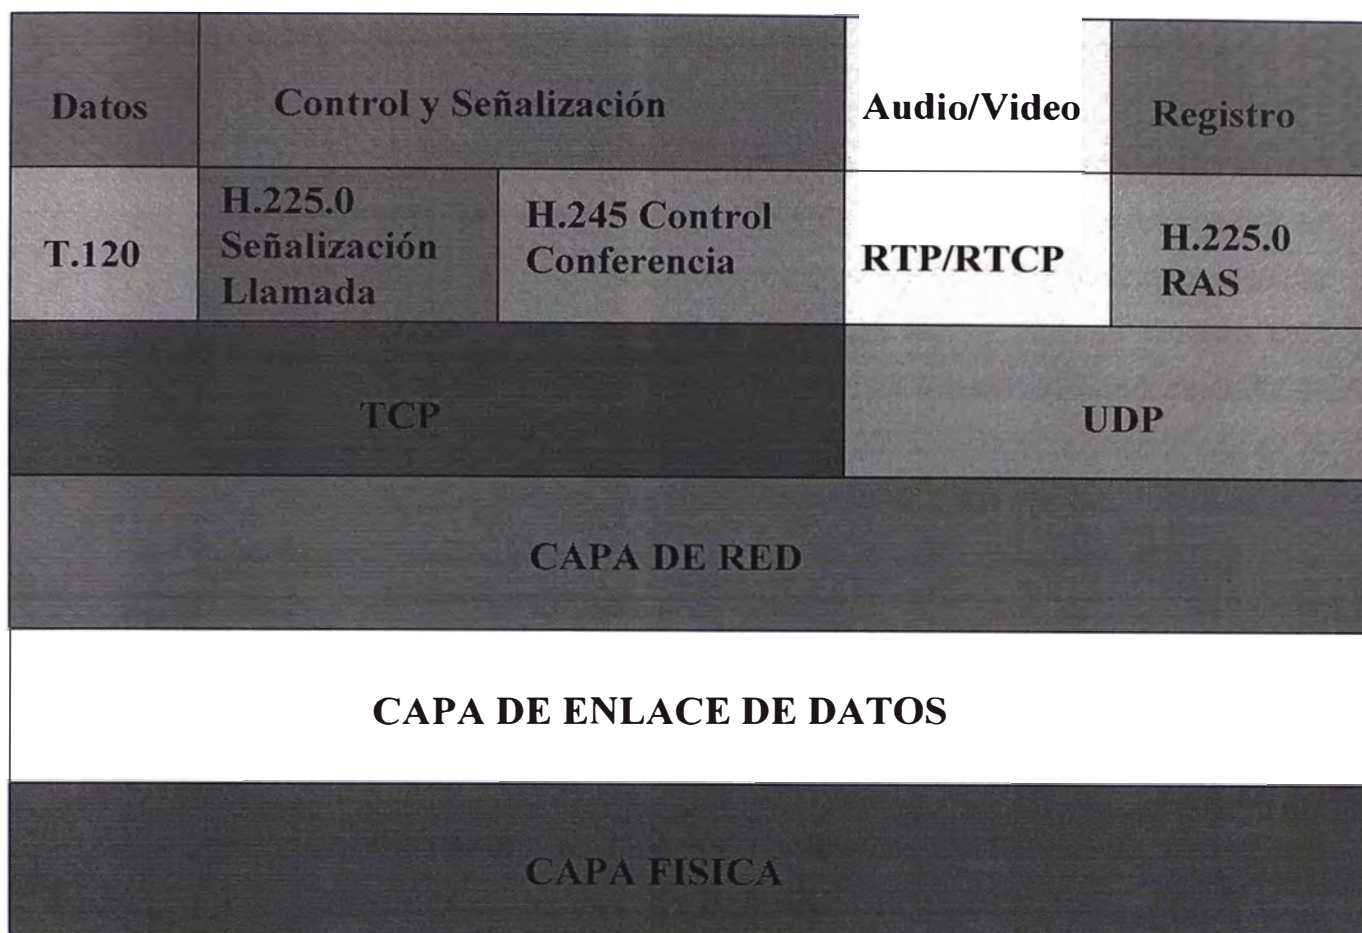 Datos
Control y Señalización
Audio/Video
Registro
T.120
H.225.0
Señalización
Llamada
H.245 Control
Conferencia
RTP/RTCP
H.225.0
RAS
TCP
UDP
CAPA DE RED
CAPA DE ENLACE DE DATOS
CAPA FISICA